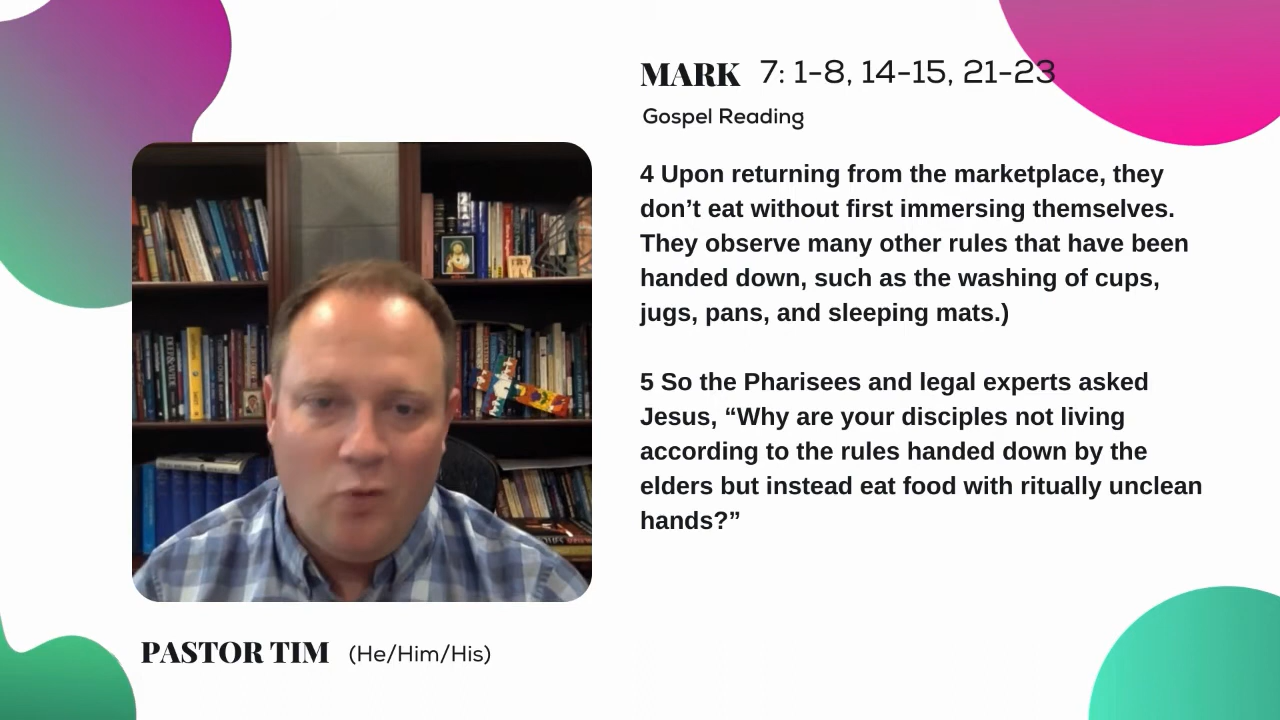 MARK 7: 1-8, 14-15, 21-23
Gospel Reading
4 Upon returning from the marketplace, they
don’t eat without first immersing themselves.
They observe many other rules that have been
handed down, such as the washing of cups,
jugs, pans, and sleeping mats.)
5 So the Pharisees and legal experts asked
Jesus, “Why are your disciples not living
according to the rules handed down by the
elders but instead eat food with ritually unclean
hands?”
DEEP & WIDE
PASTOR TIM (He/Him/His)